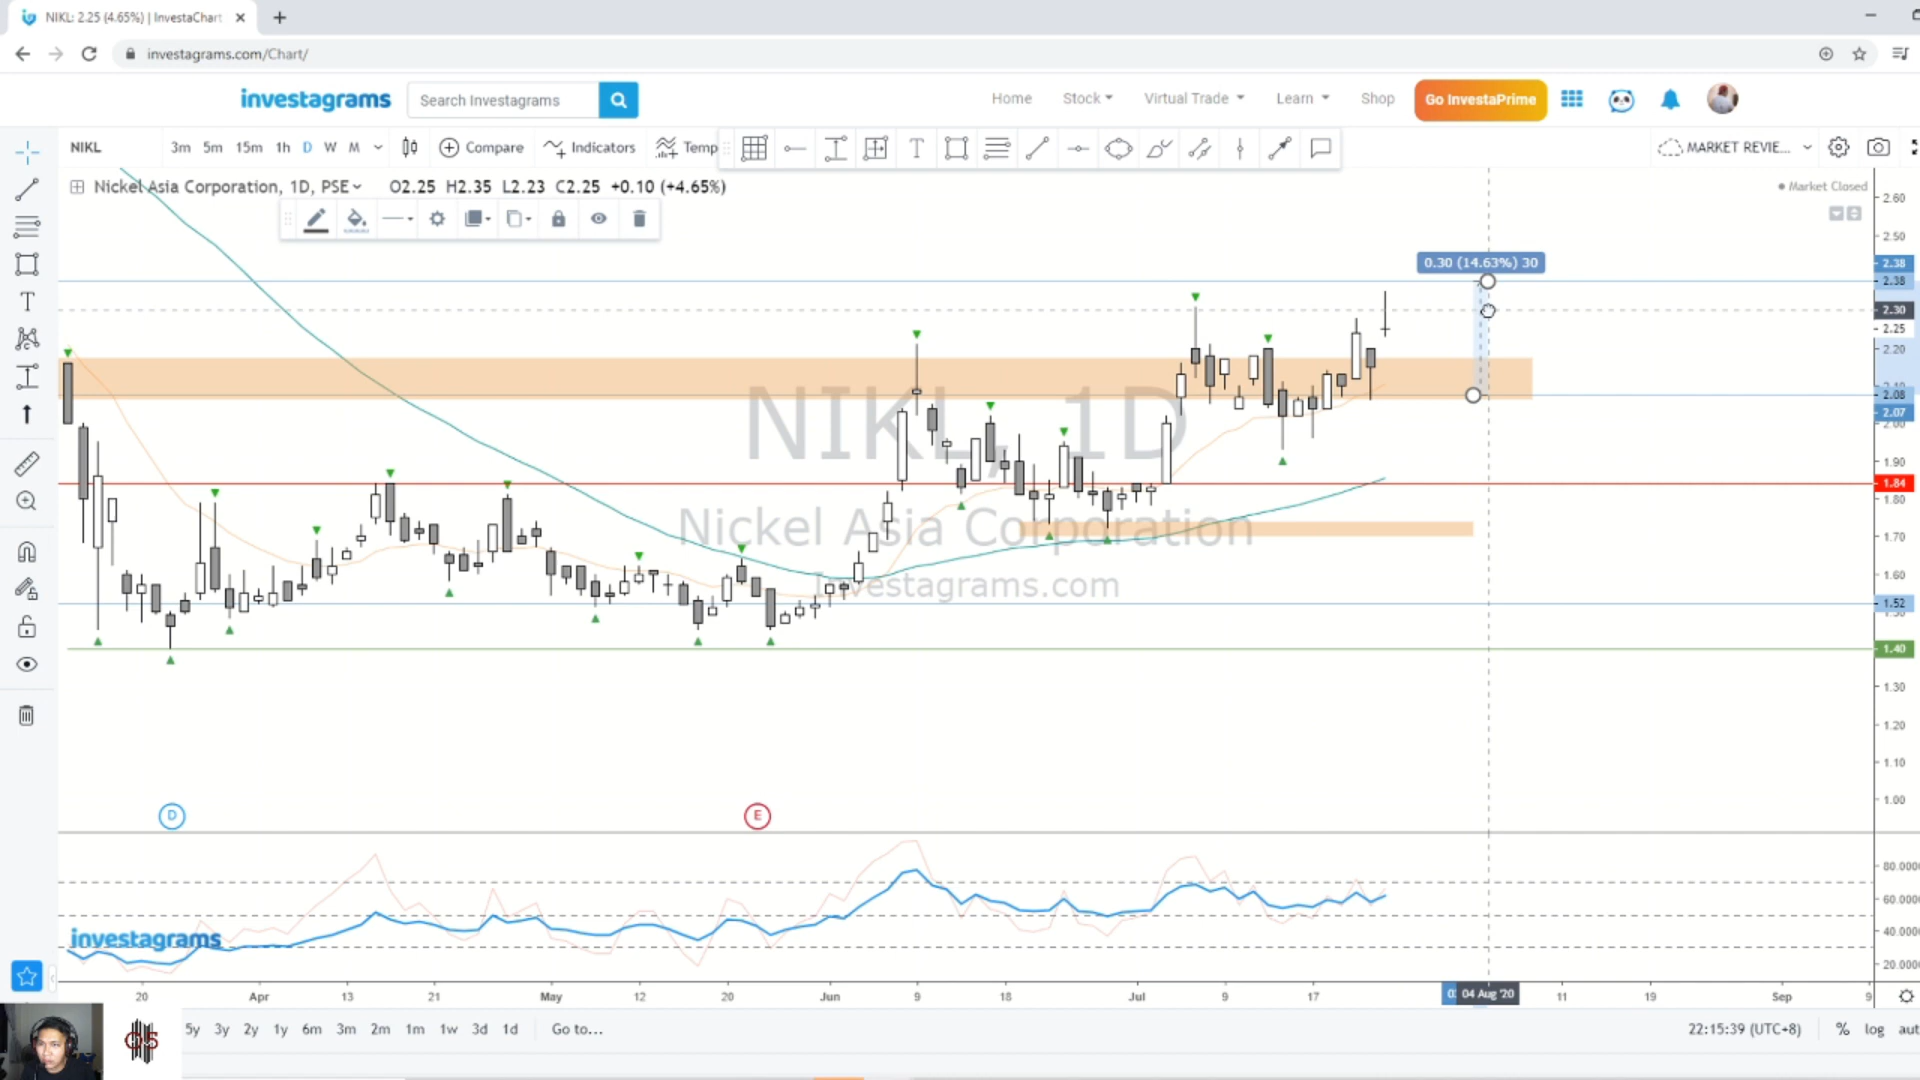 NIKL: 2.25 (4.65%) | InvestaChart
investagrams.com/Chart/
investagrams
Search Investagrams
Home
Stock
Virtual Trade
Learn
Shop
Go InvestaPrime
NIKL
3m
5m
15m
1h
D
W
M
Compare
Indicators
Temp
MARKET REVIE...
Nickel Asia Corporation, 1D, PSE
O2.25 H2.35 L2.23 C2.25 +0.10 (+4.65%)
Market Closed
0.30 (14.63%) 30
NIKL, 1D
Nickel Asia Corporation
Investagrams.com
2.60
2.50
2.38
2.38
2.30
2.25
2.20
2.10
2.08
2.07
2.00
1.90
1.84
1.80
1.70
1.60
1.52
1.40
1.30
1.20
1.10
1.00
D
E
80.0000
60.0000
40.0000
20.0000
investagrams
20
Apr
13
21
May
12
20
Jun
9
18
Jul
9
17
04 Aug '20
11
19
Sep
9
5y 3y 2y 1y 6m 3m 2m 1m 1w 3d 1d
Go to...
22:15:39 (UTC+8)
%
log
aut